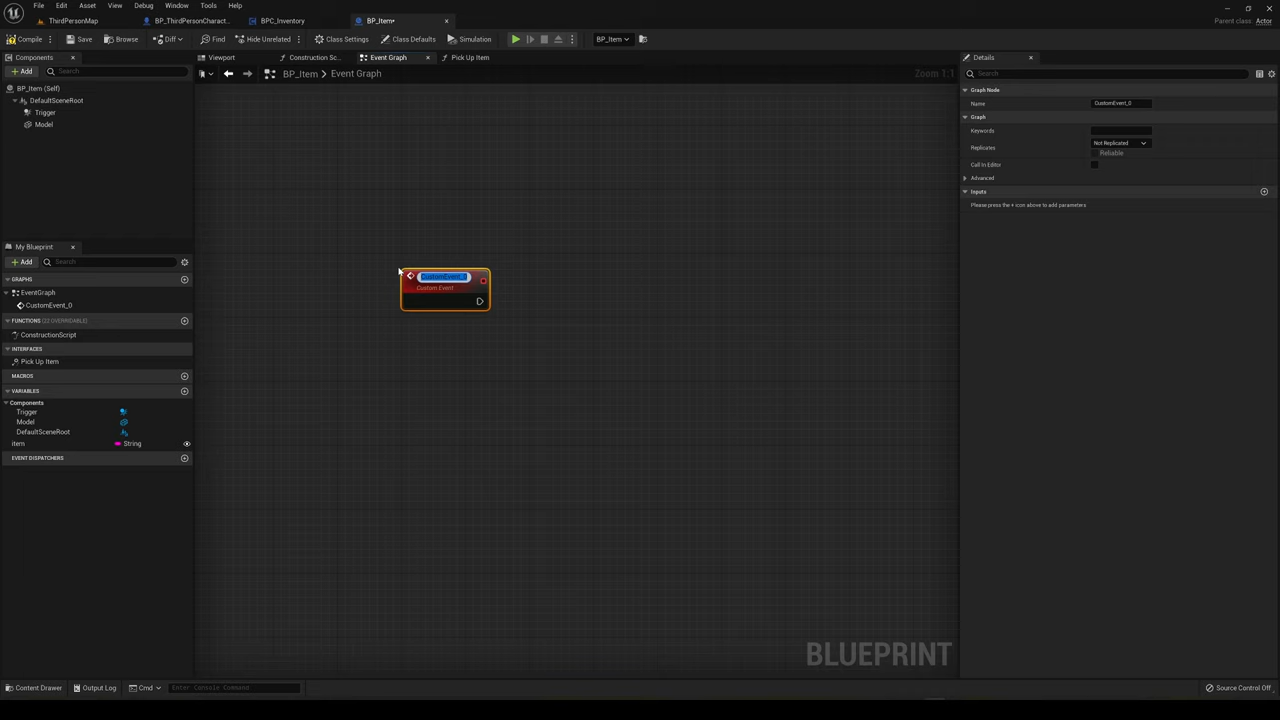 File Edit Asset View Debug Window Tools Help
ThirdPersonMap BP_ThirdPersonCharact... BPC_Inventory BP_Item•
Parent class: Actor
Compile Save Browse Diff Find Hide Unrelated Class Settings Class Defaults Simulation BP_Item
Components
Add Search
BP_Item (Self)
DefaultSceneRoot
Trigger
Model
My Blueprint
Add Search
GRAPHS
EventGraph
CustomEvent_0
FUNCTIONS (22 OVERRIDABLE)
ConstructionScript
INTERFACES
Pick Up Item
MACROS
VARIABLES
Components
Trigger
Model
DefaultSceneRoot
item String
EVENT DISPATCHERS
Viewport Construction Sc... Event Graph Pick Up Item
BP_Item > Event Graph Zoom 1:1
CustomEvent_0
Custom Event
BLUEPRINT
Details
Search
Graph Node
Name CustomEvent_0
Graph
Keywords
Replicates Not Replicated
Reliable
Call In Editor
Advanced
Inputs
Please press the + icon above to add parameters
Content Drawer Output Log Cmd Enter Console Command Source Control Off